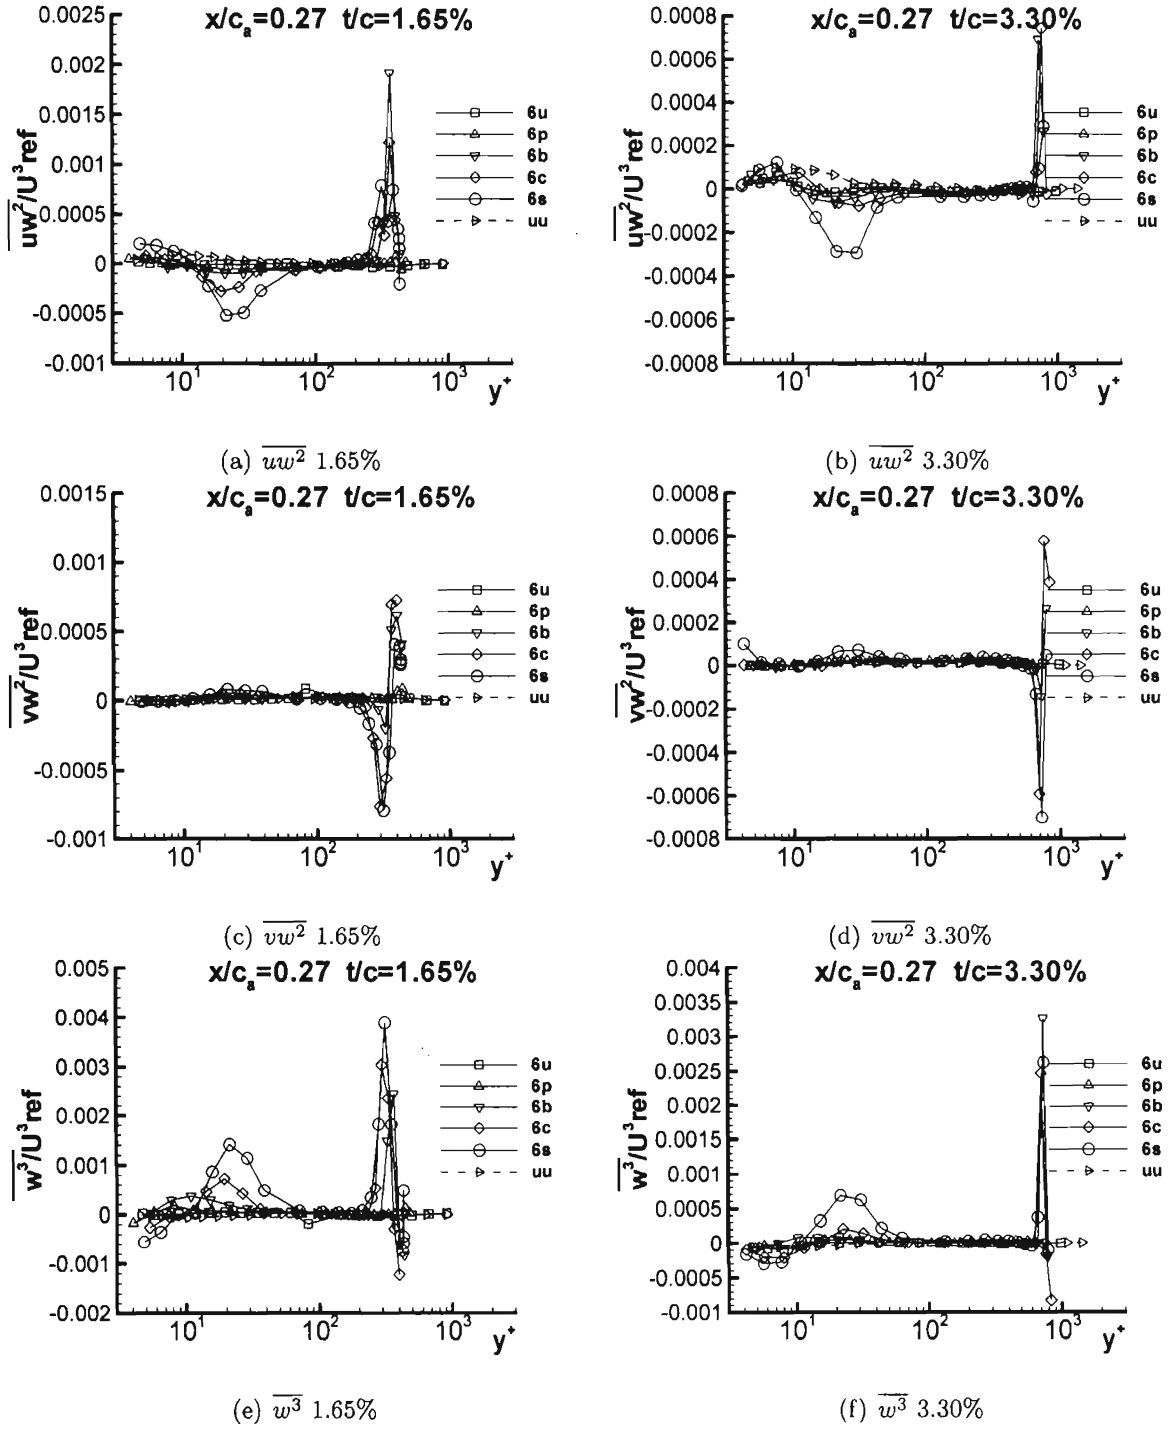 x/cₐ=0.27 t/c=1.65%
0.0025
0.002
0.0015
0.001
0.0005
0
-0.0005
-0.001
uw²/U³ref
10¹ 10² 10³
y⁺
6u
6p
6b
6c
6s
uu
(a) uw² 1.65%
x/cₐ=0.27 t/c=3.30%
0.0008
0.0006
0.0004
0.0002
0
-0.0002
-0.0004
-0.0006
-0.0008
uw²/U³ref
10¹ 10² 10³
y⁺
6u
6p
6b
6c
6s
uu
(b) uw² 3.30%
x/cₐ=0.27 t/c=1.65%
0.0015
0.001
0.0005
0
-0.0005
-0.001
vw²/U³ref
10¹ 10² 10³
y⁺
6u
6p
6b
6c
6s
uu
(c) vw² 1.65%
x/cₐ=0.27 t/c=3.30%
0.0008
0.0006
0.0004
0.0002
0
-0.0002
-0.0004
-0.0006
-0.0008
vw²/U³ref
10¹ 10² 10³
y⁺
6u
6p
6b
6c
6s
uu
(d) vw² 3.30%
x/cₐ=0.27 t/c=1.65%
0.005
0.004
0.003
0.002
0.001
0
-0.001
-0.002
w³/U³ref
10¹ 10² 10³
y⁺
6u
6p
6b
6c
6s
uu
(e) w³ 1.65%
x/cₐ=0.27 t/c=3.30%
0.004
0.0035
0.003
0.0025
0.002
0.0015
0.001
0.0005
0
-0.0005
-0.001
w³/U³ref
10¹ 10² 10³
y⁺
6u
6p
6b
6c
6s
uu
(f) w³ 3.30%